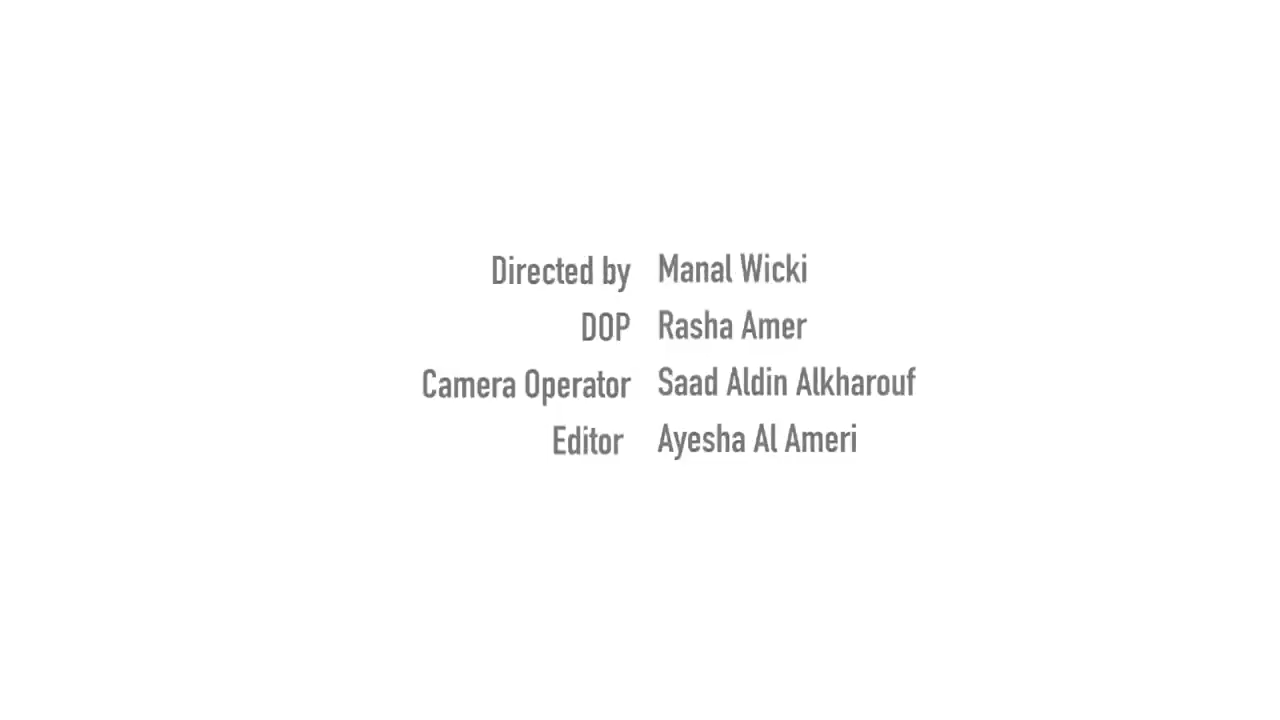 Directed by Manal Wicki
DOP Rasha Amer
Camera Operator Saad Aldin Alkharouf
Editor Ayesha Al Ameri